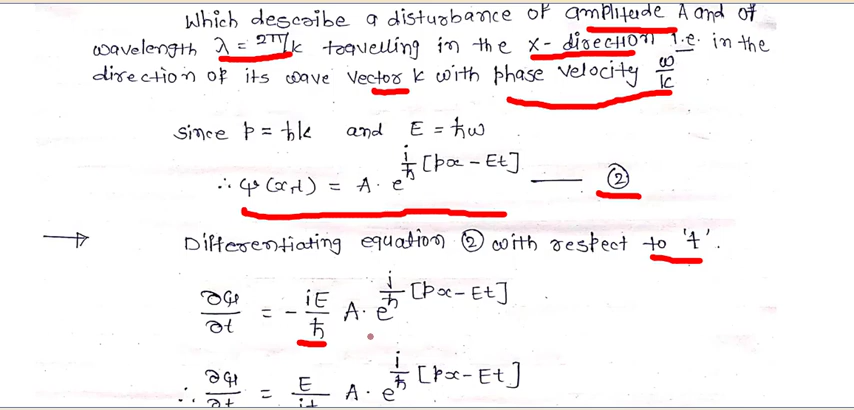 Which describe a disturbance of amplitude A and of
wavelength λ = 2π/k travelling in the x-direction i.e. in the
direction of its wave vector k with phase velocity ω/k
Since p = ħk and E = ħω
∴ ψ(x,t) = A. e^{i/ħ [px-Et]} —— ②
→ Differentiating equation ② with respect to 't'.
∂ψ/∂t = - iE/ħ A. e^{i/ħ [px-Et]}
∴ ∂ψ/∂t = E/ A. e^{i/ħ [px-Et]}